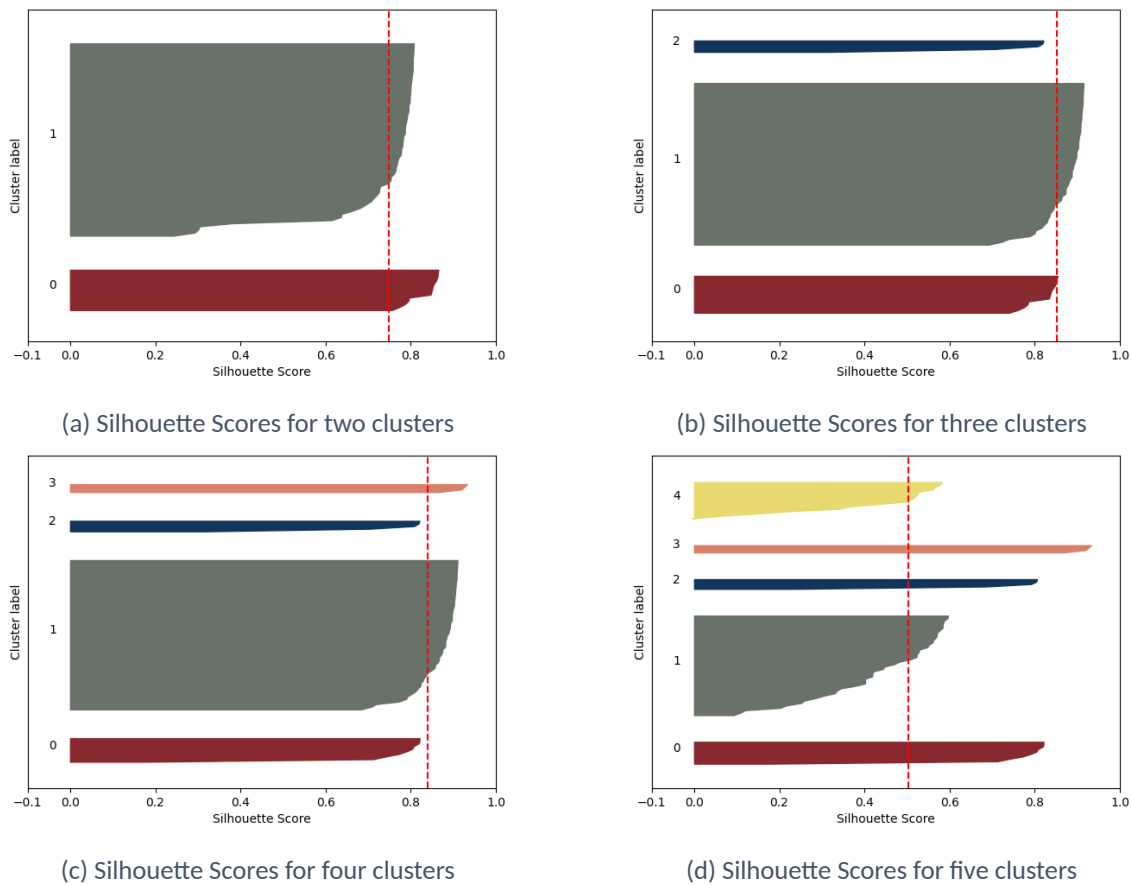 1
0
Cluster label
−0.1 0.0 0.2 0.4 0.6 0.8 1.0
Silhouette Score
(a) Silhouette Scores for two clusters
2
1
0
Cluster label
−0.1 0.0 0.2 0.4 0.6 0.8 1.0
Silhouette Score
(b) Silhouette Scores for three clusters
3
2
1
0
Cluster label
−0.1 0.0 0.2 0.4 0.6 0.8 1.0
Silhouette Score
(c) Silhouette Scores for four clusters
4
3
2
1
0
Cluster label
−0.1 0.0 0.2 0.4 0.6 0.8 1.0
Silhouette Score
(d) Silhouette Scores for five clusters